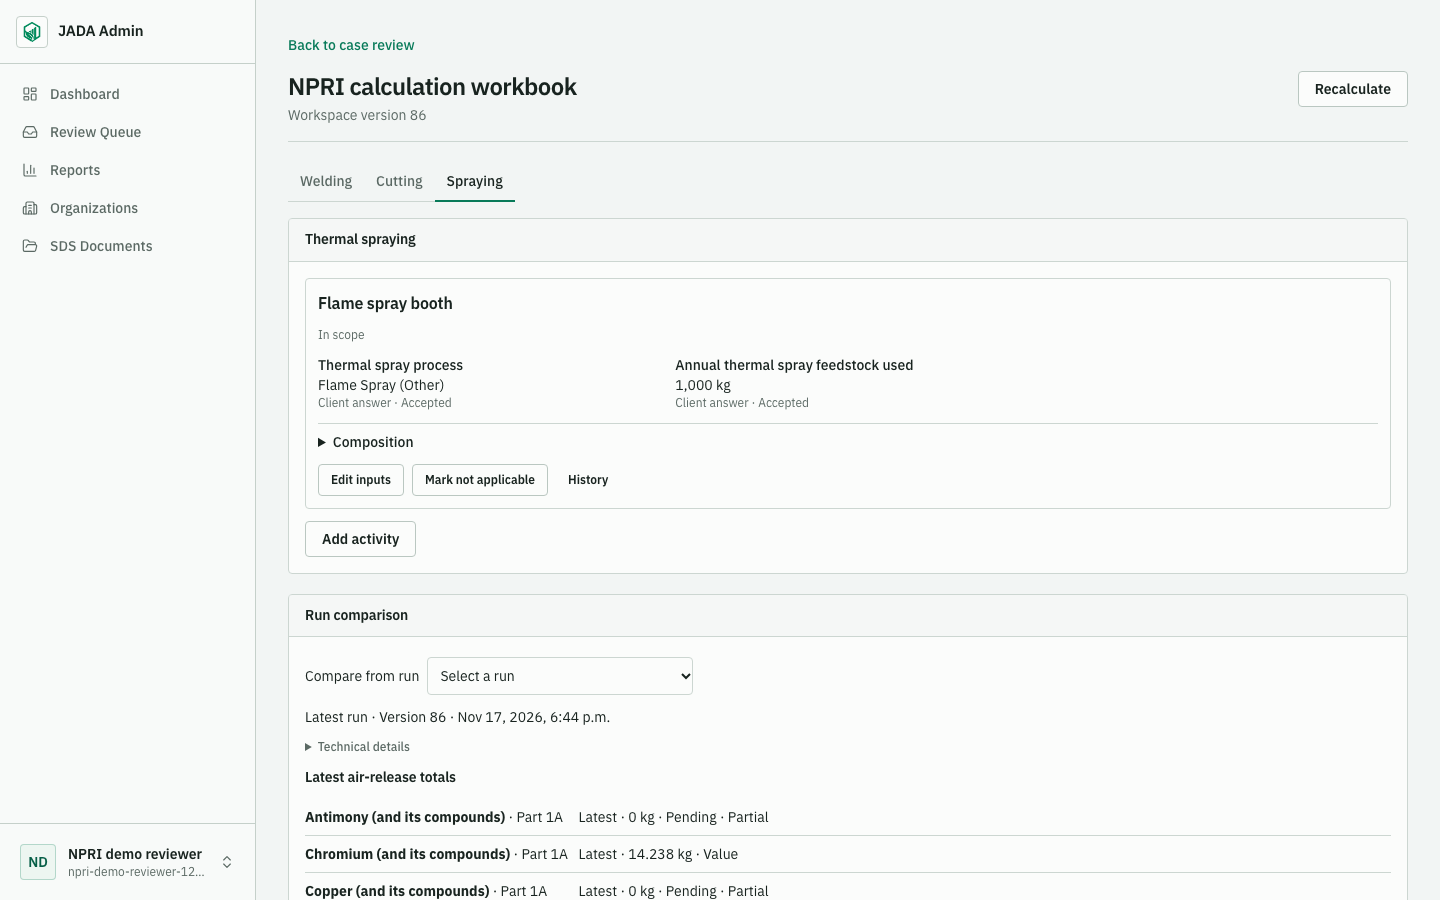 JADA Admin
Dashboard
Review Queue
Reports
Organizations
SDS Documents
ND
NPRI demo reviewer
npri-demo-reviewer-12...
Back to case review
NPRI calculation workbook
Workspace version 86
Recalculate
Welding Cutting Spraying
Thermal spraying
Flame spray booth
In scope
Thermal spray process
Flame Spray (Other)
Client answer · Accepted
Annual thermal spray feedstock used
1,000 kg
Client answer · Accepted
Composition
Edit inputs Mark not applicable History
Add activity
Run comparison
Compare from run Select a run
Latest run · Version 86 · Nov 17, 2026, 6:44 p.m.
Technical details
Latest air-release totals
Antimony (and its compounds) · Part 1A Latest · 0 kg · Pending · Partial
Chromium (and its compounds) · Part 1A Latest · 14.238 kg · Value
Copper (and its compounds) · Part 1A Latest · 0 kg · Pending · Partial